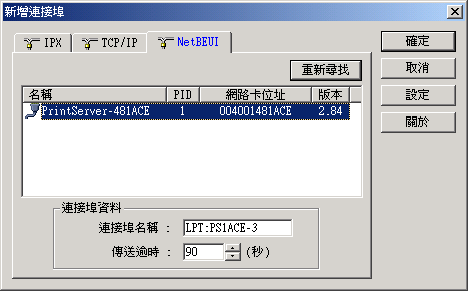 新增連接埠
IPX TCP/IP NetBEUI
確定
重新尋找
取消
名稱 PID 網路卡位址 版本
PrintServer-481ACE 1 004001481ACE 2.84
設定
關於
連接埠資料
連接埠名稱 : LPT:PS1ACE-3
傳送逾時 : 90 (秒)